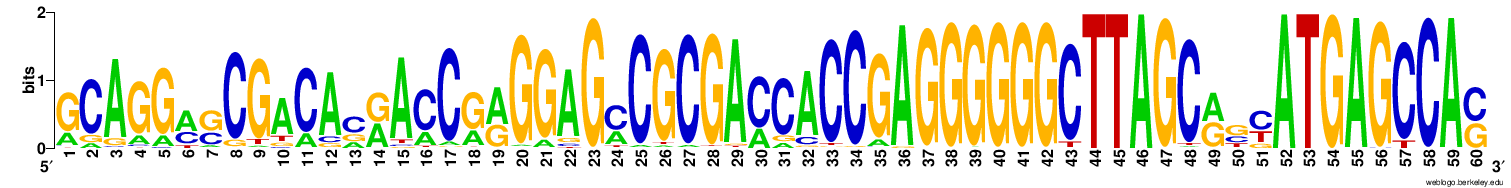 2
bits
1
0
GCAGGAGCGACACGACCGAGGAGCCGCGACCACCGAGGGGGGCTTAGCAGCATGAGCCAC
5′ 1 2 3 4 5 6 7 8 9 10 11 12 13 14 15 16 17 18 19 20 21 22 23 24 25 26 27 28 29 30 31 32 33 34 35 36 37 38 39 40 41 42 43 44 45 46 47 48 49 50 51 52 53 54 55 56 57 58 59 60 3′
weblogo.berkeley.edu